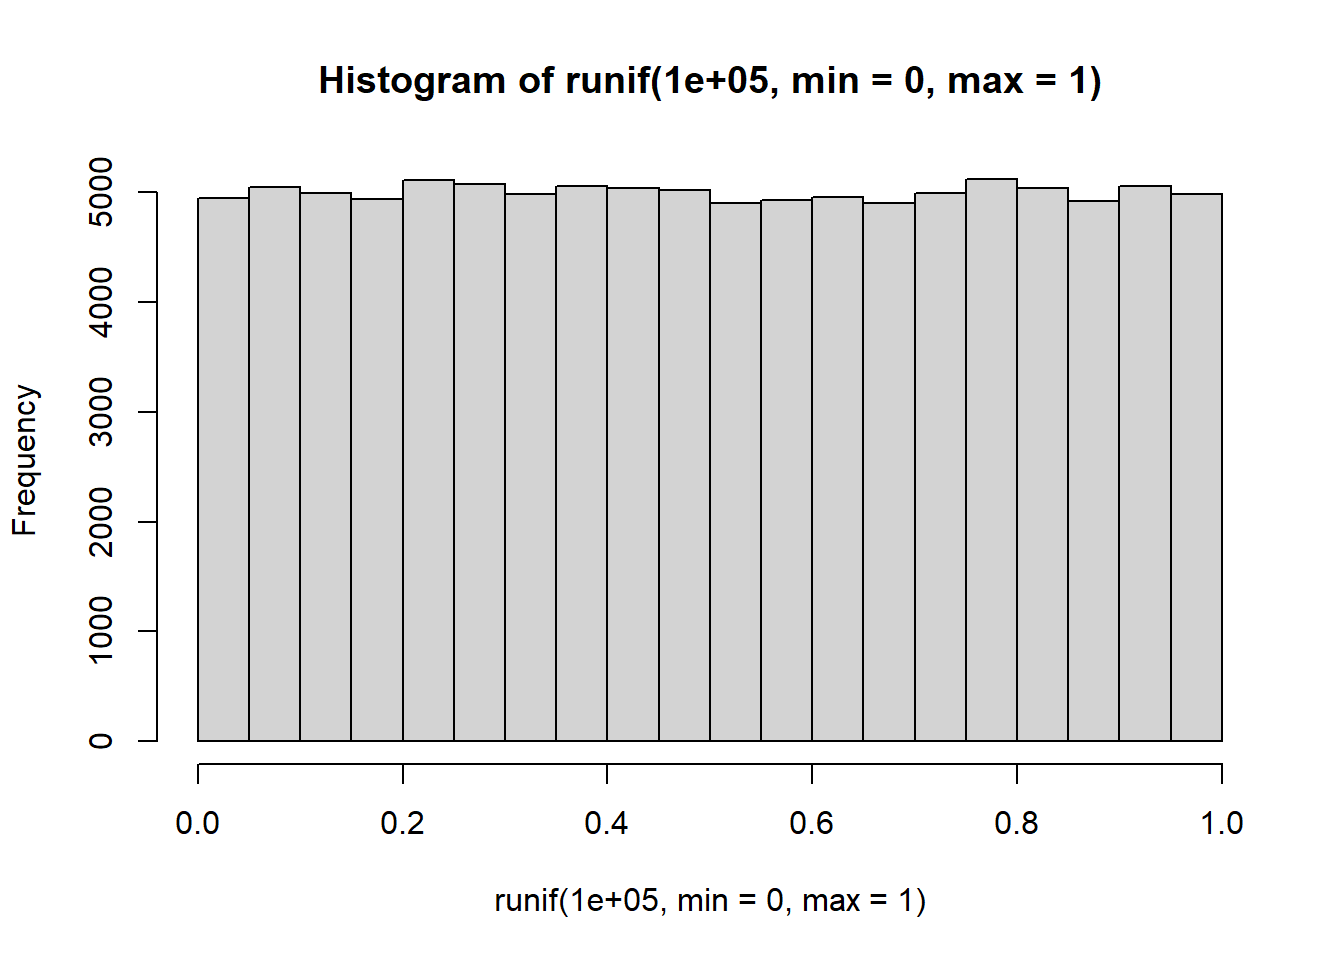 Histogram of runif(1e+05, min = 0, max = 1)
Frequency
5000
4000
3000
2000
1000
0
0.0 0.2 0.4 0.6 0.8 1.0
runif(1e+05, min = 0, max = 1)